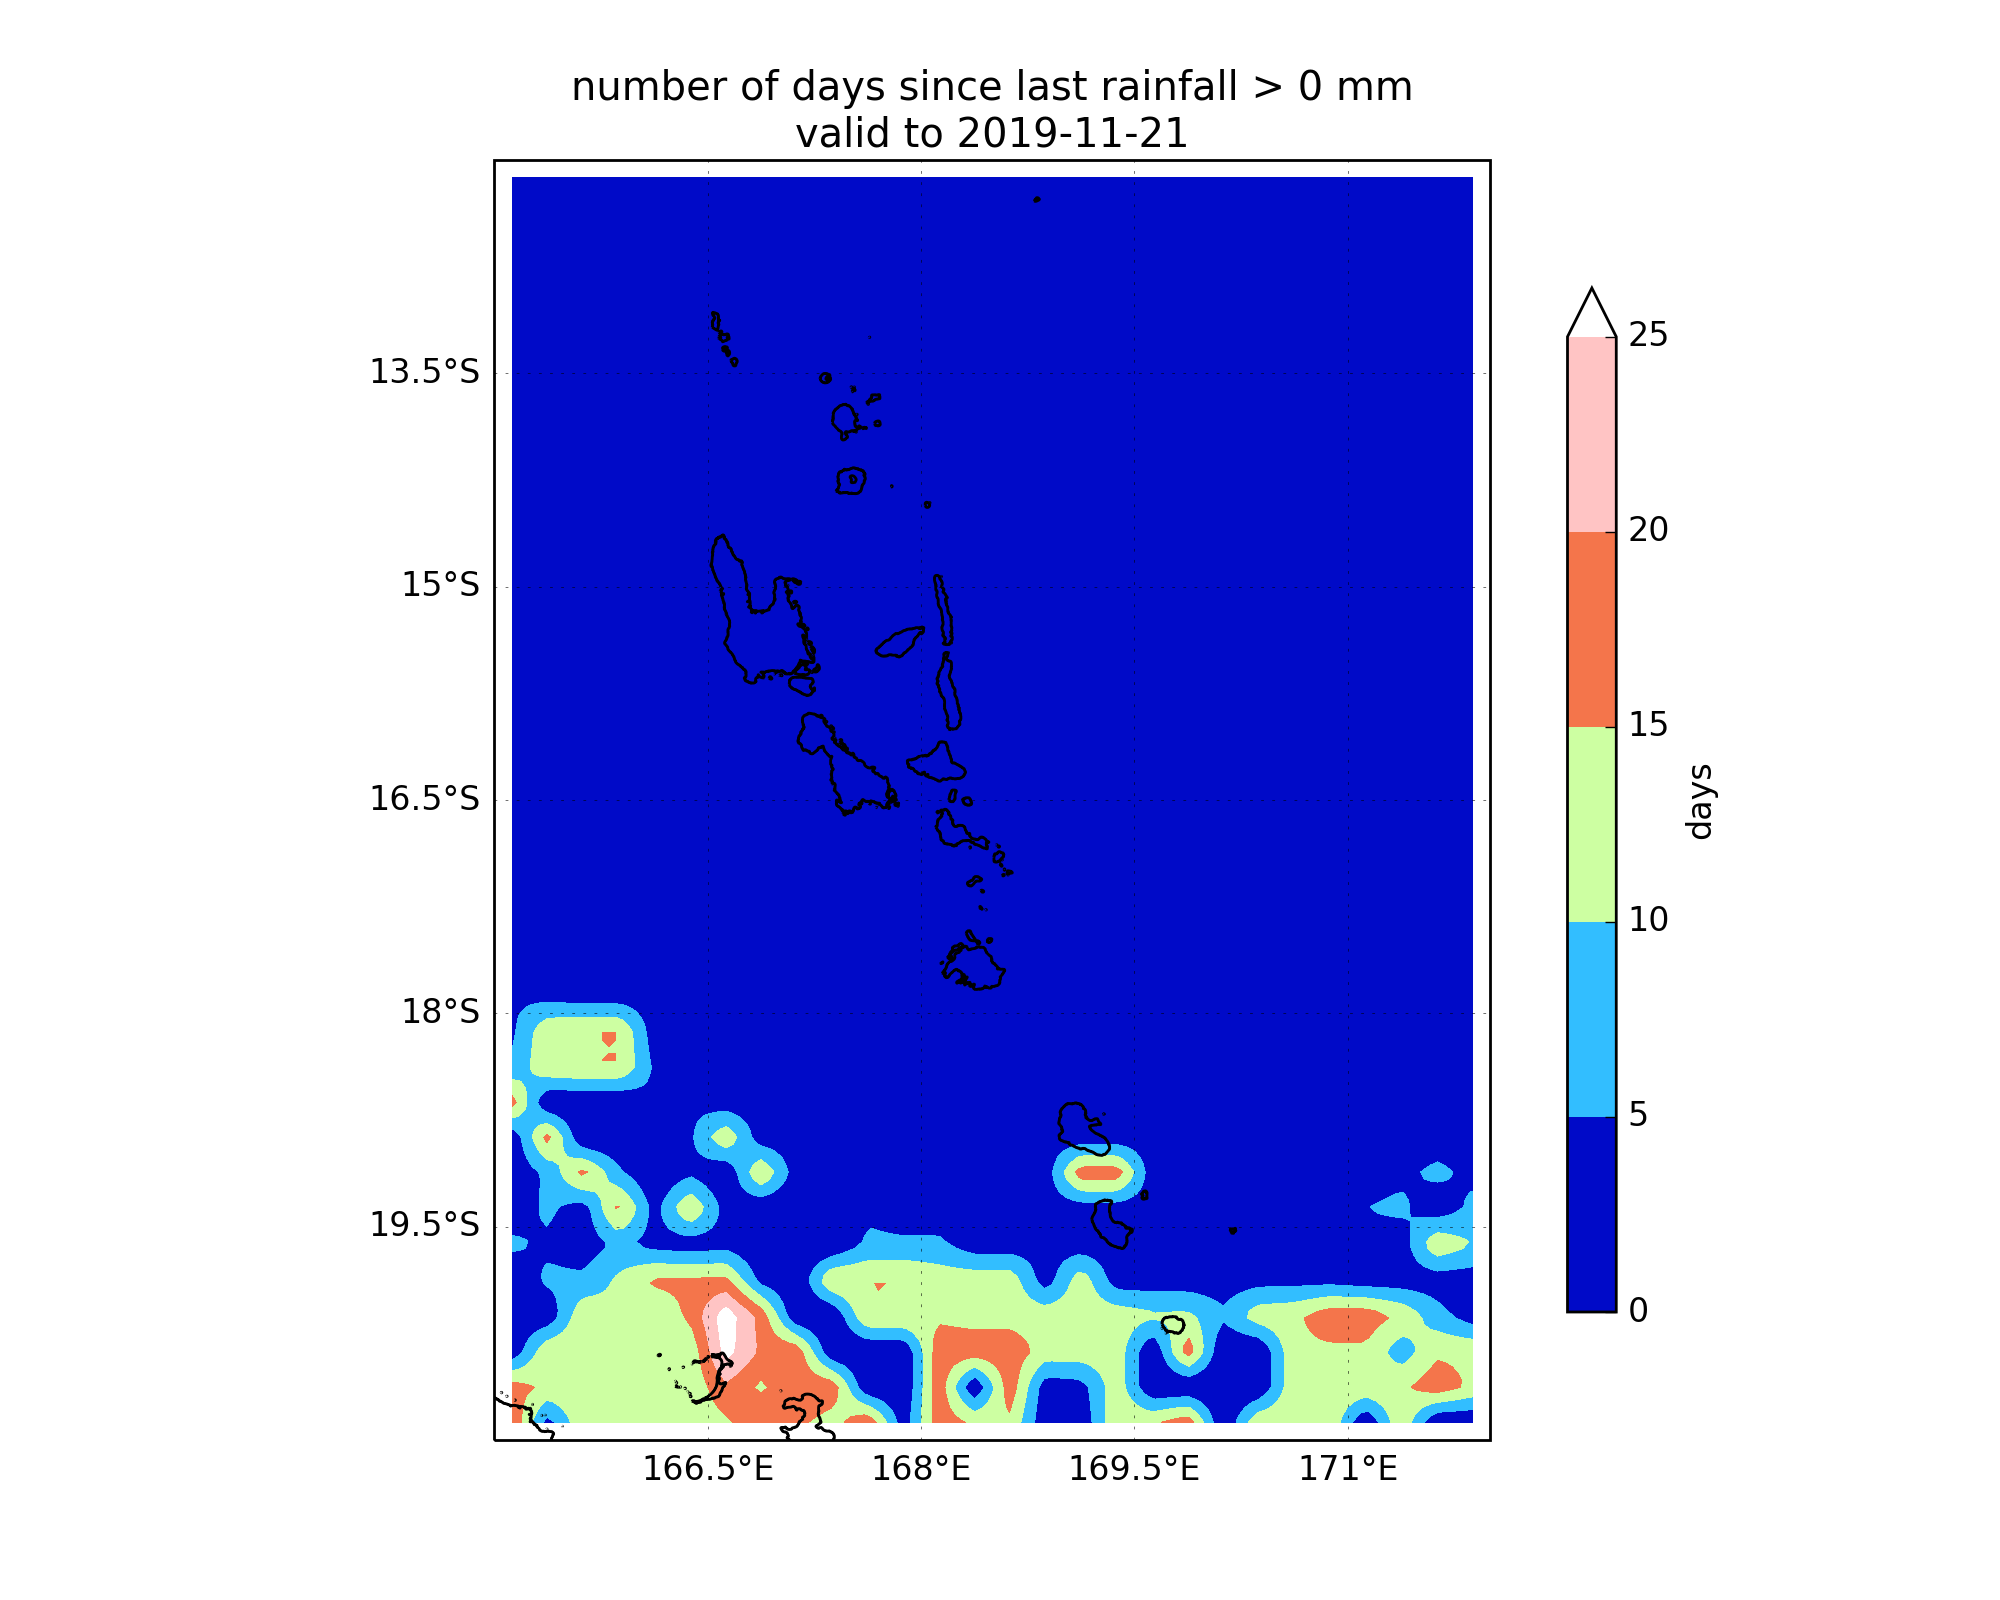 number of days since last rainfall > 0 mm
valid to 2019-11-21
13.5°S
15°S
16.5°S
18°S
19.5°S
166.5°E
168°E
169.5°E
171°E
25
20
15
10
5
0
days